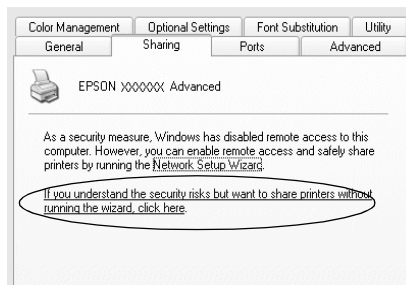 Color Management Optional Settings Font Substitution Utility
General Sharing Ports Advanced
EPSON XXXXXX Advanced
As a security measure, Windows has disabled remote access to this
computer. However, you can enable remote access and safely share
printers by running the Network Setup Wizard.
If you understand the security risks but want to share printers without
running the wizard, click here.